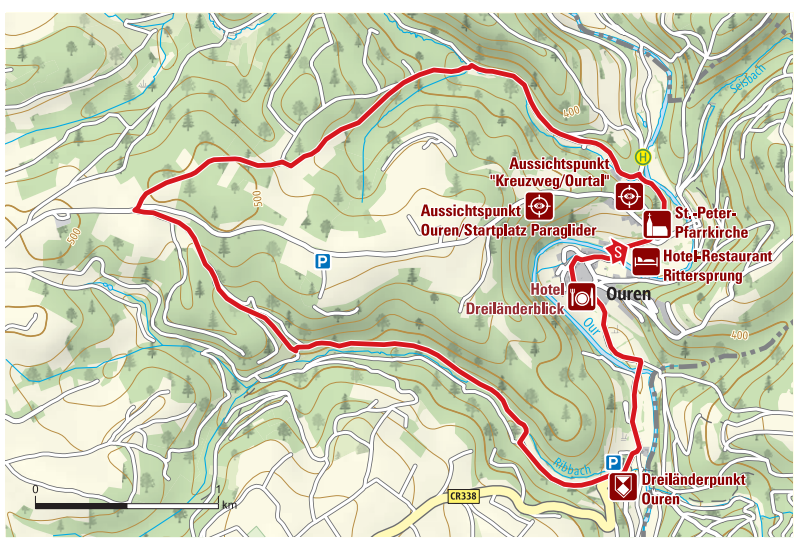 400
Seisbach
H
Aussichtspunkt
"Kreuzweg/Ourtal"
500
Aussichtspunkt
Ouren/Startplatz Paraglider
St.-Peter-
Pfarrkirche
500
P
S
Hotel-Restaurant
Rittersprung
Hotel
Dreiländerblick
Ouren
Our
400
Ribbach
P
Dreiländerpunkt
Ouren
CR338
0
1
km